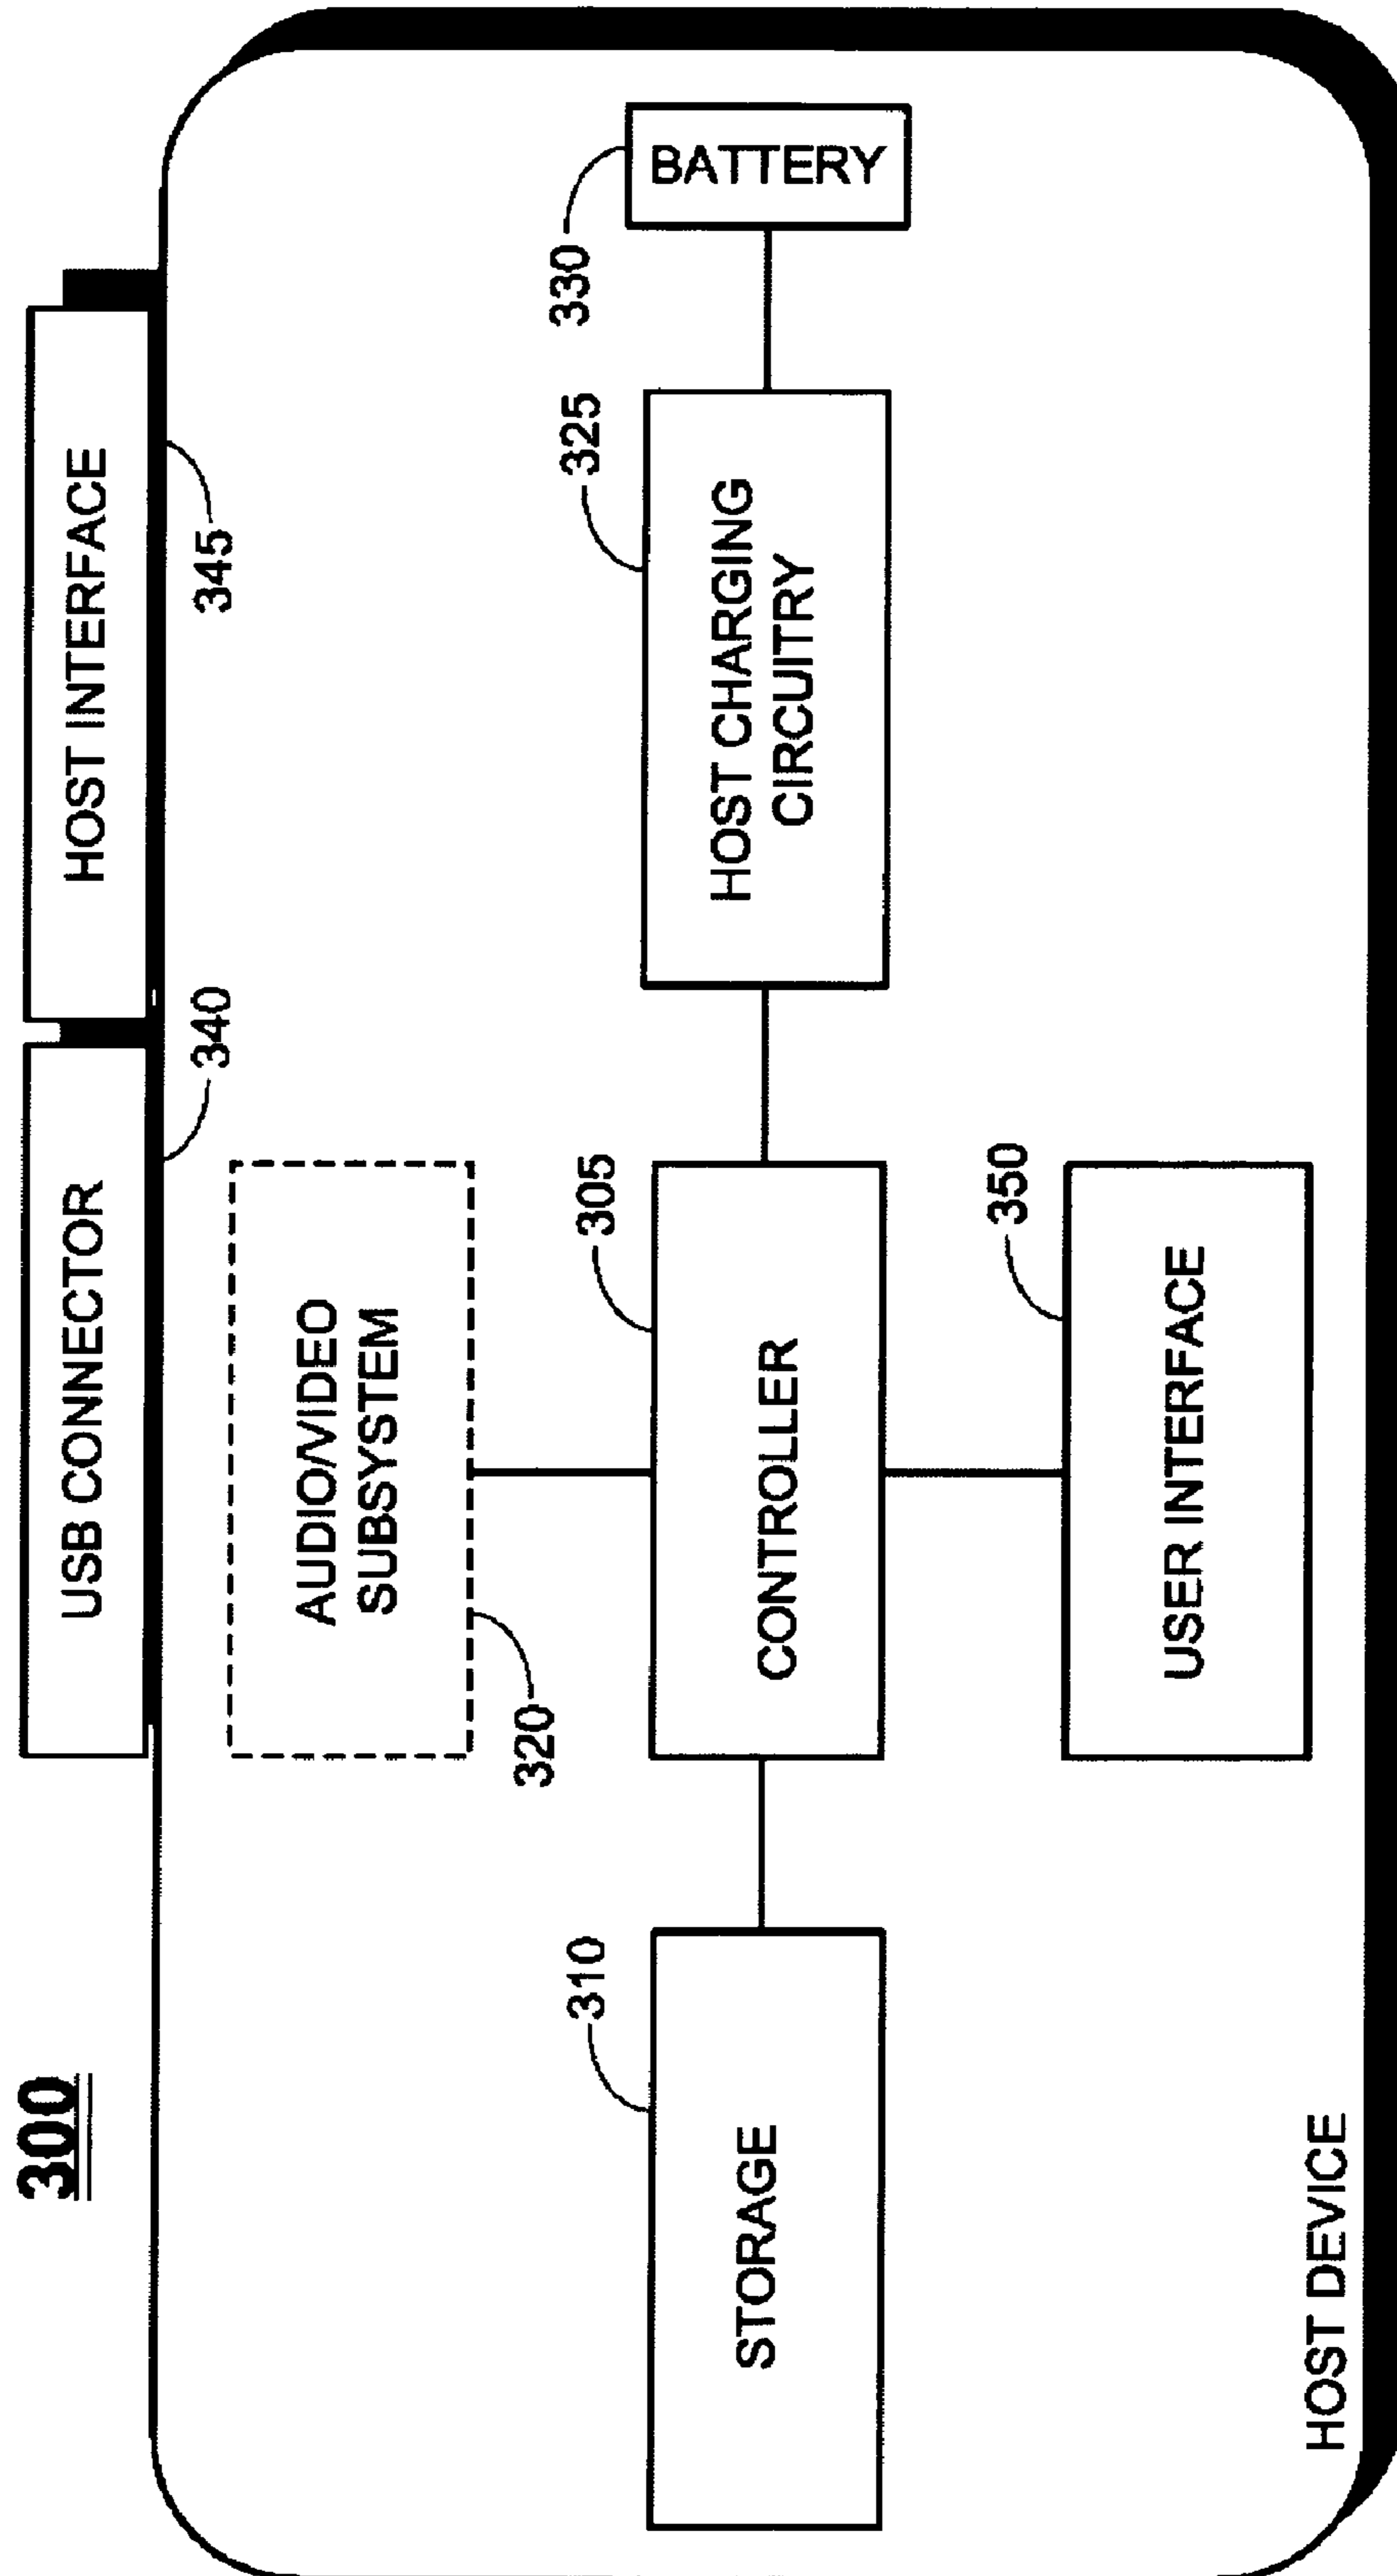 300
USB CONNECTOR
HOST INTERFACE
340
345
AUDIO/VIDEO
SUBSYSTEM
320
310
305
325
330
STORAGE
CONTROLLER
HOST CHARGING
CIRCUITRY
BATTERY
350
USER INTERFACE
HOST DEVICE